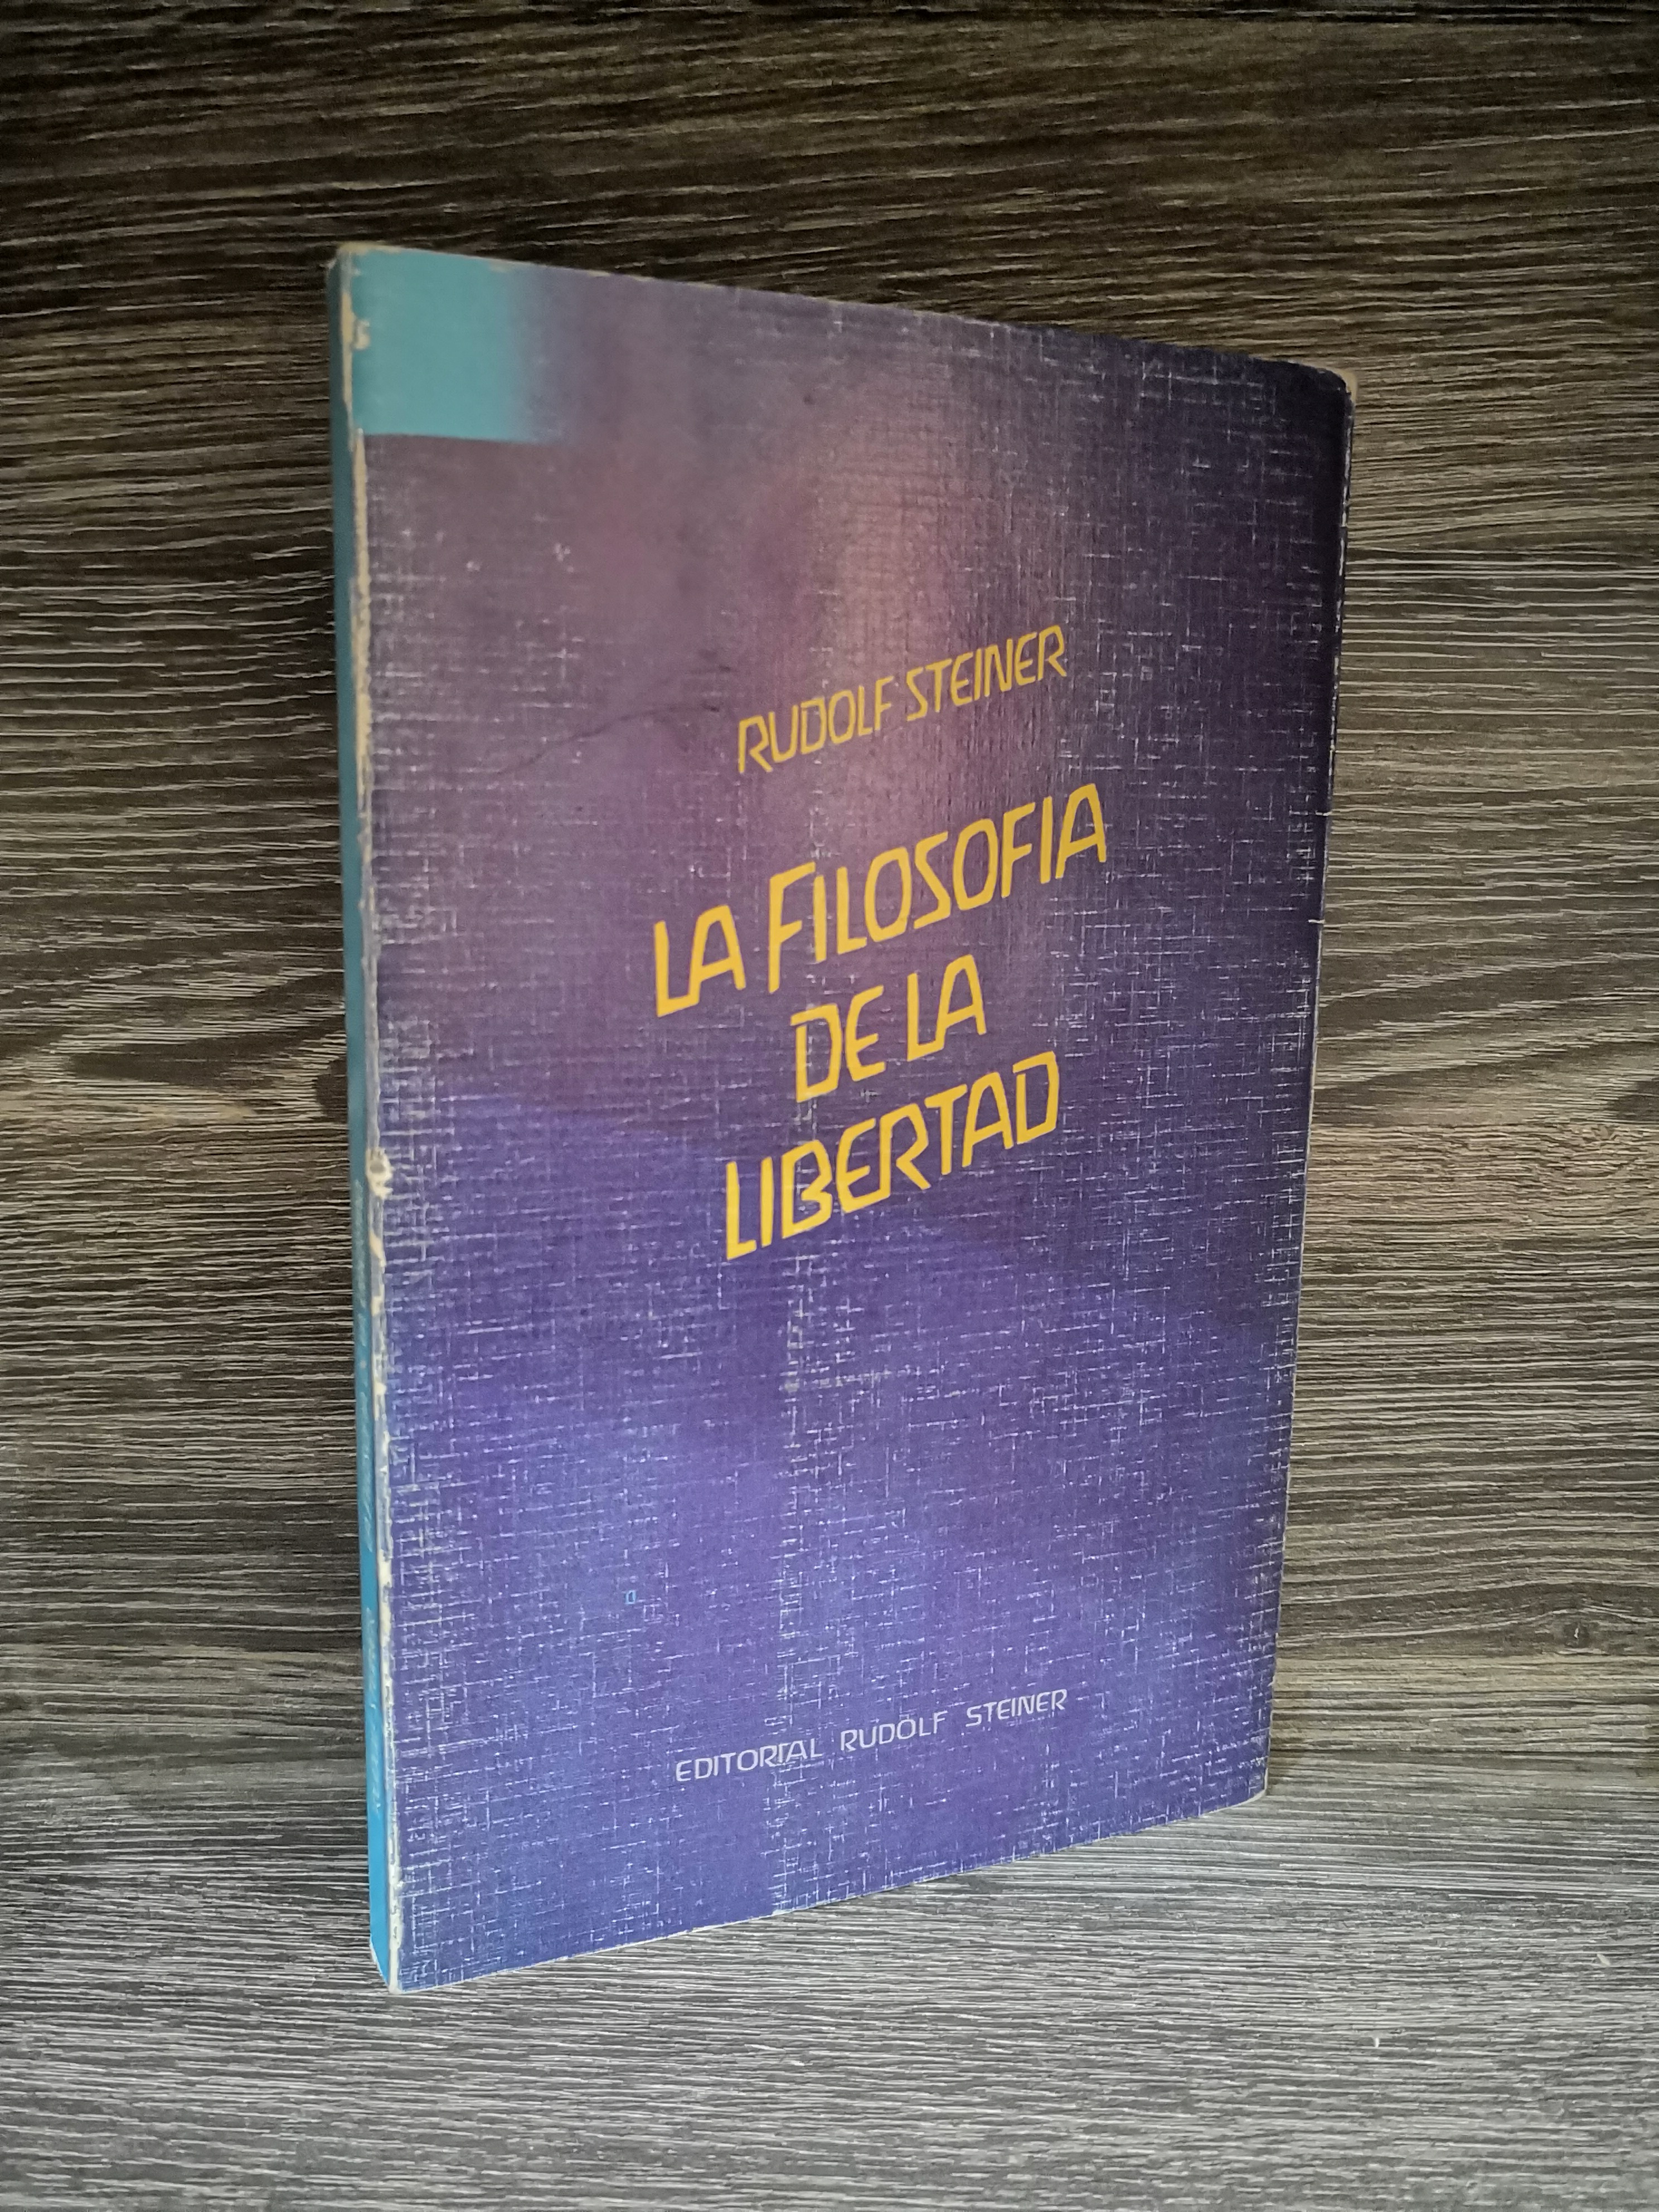 RUDOLF STEINER
LA FILOSOFIA
DE LA
LIBERTAD
EDITORIAL RUDOLF STEINER